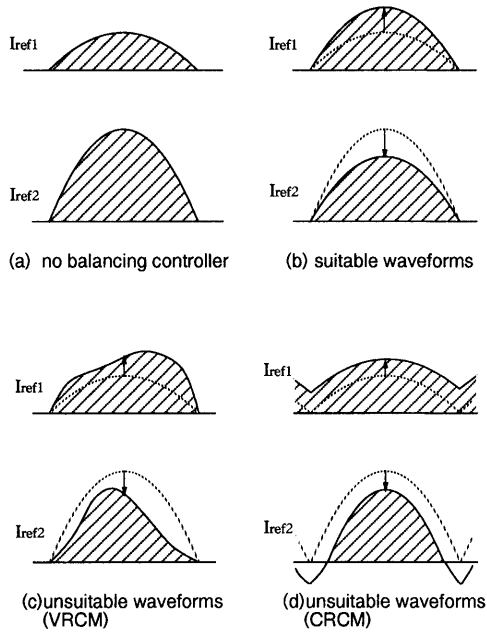 Iref1
Iref1
Iref2
Iref2
(a) no balancing controller
(b) suitable waveforms
Iref1
Iref1
Iref2
Iref2
(c)unsuitable waveforms
(VRCM)
(d)unsuitable waveforms
(CRCM)